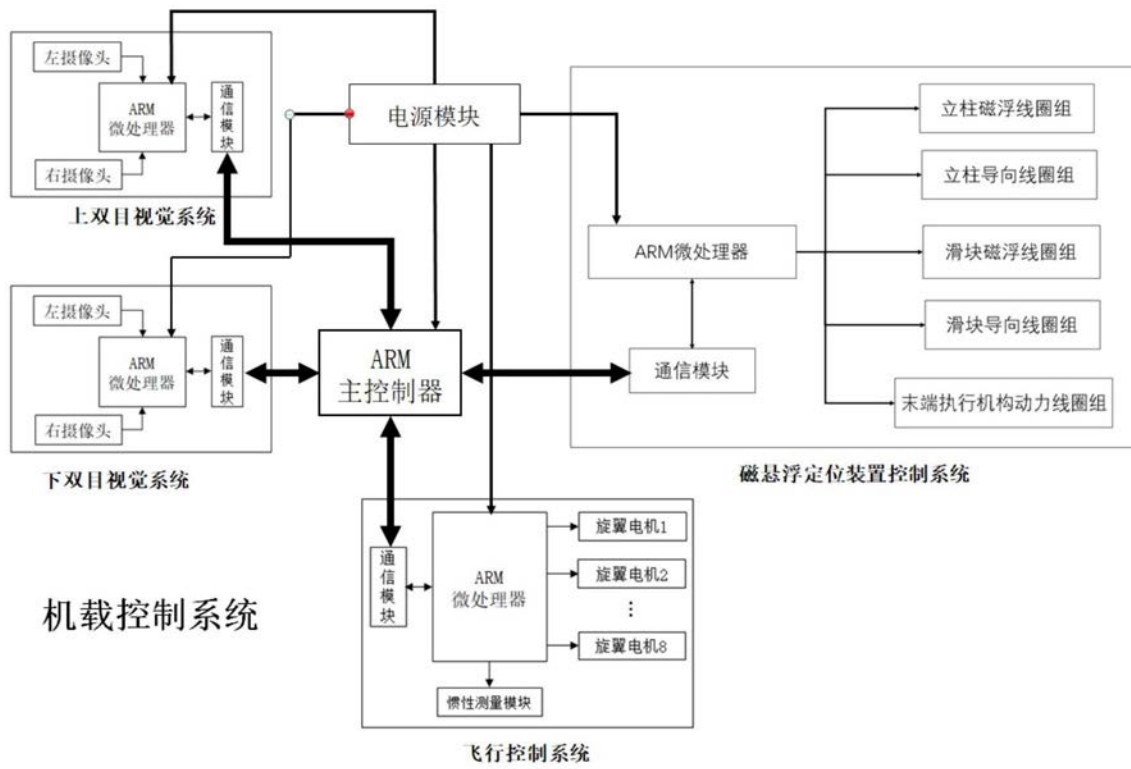 左摄像头
ARM
微处理器
通信模块
右摄像头
上双目视觉系统
电源模块
左摄像头
ARM
微处理器
通信模块
右摄像头
下双目视觉系统
ARM
主控制器
ARM微处理器
通信模块
立柱磁浮线圈组
立柱导向线圈组
滑块磁浮线圈组
滑块导向线圈组
末端执行机构动力线圈组
磁悬浮定位装置控制系统
通信模块
ARM
微处理器
旋翼电机1
旋翼电机2
⋮
旋翼电机8
惯性测量模块
飞行控制系统
机载控制系统